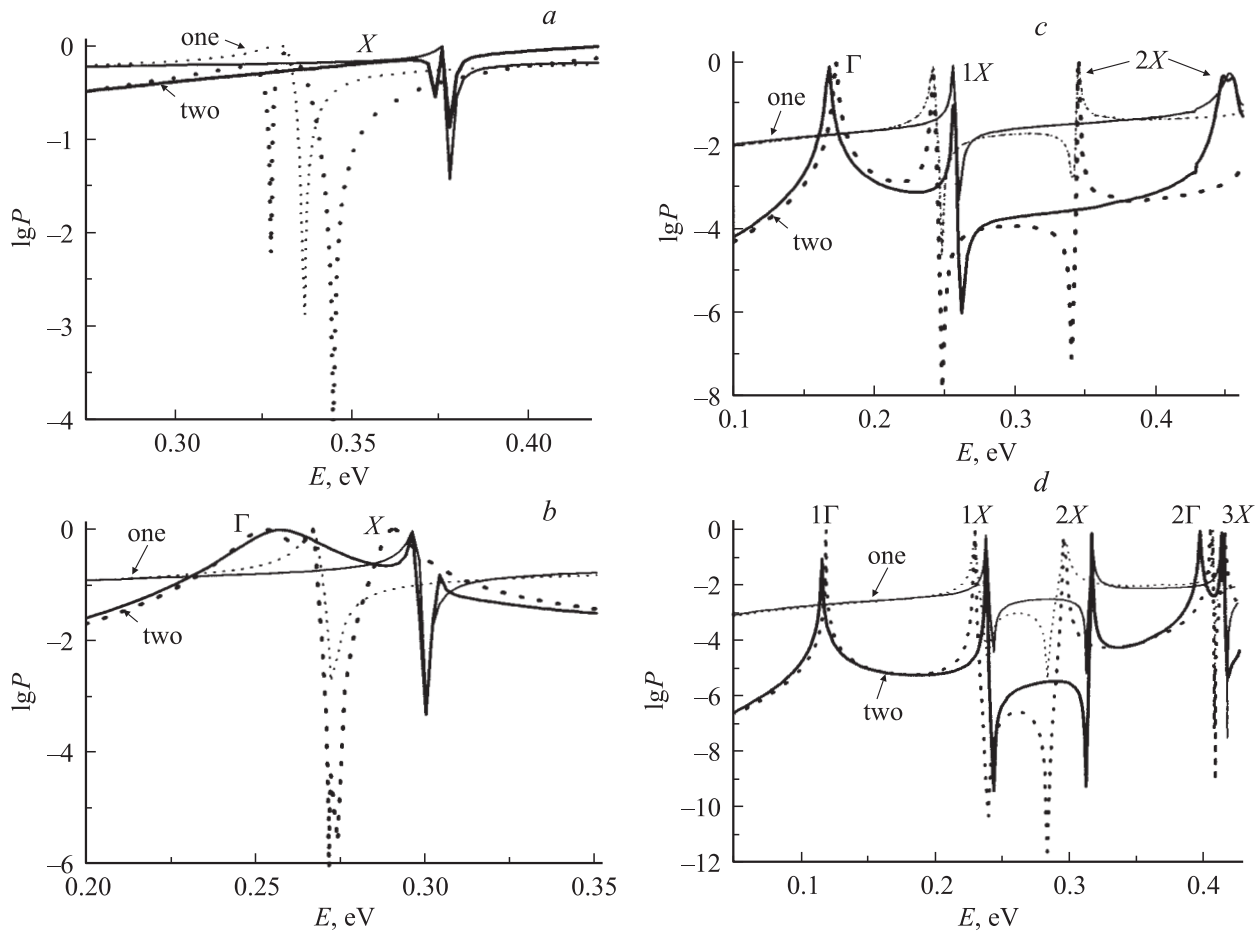 a
one
X
two
0
–1
–2
–3
–4
lgP
0.30
0.35
0.40
E, eV
b
Γ
X
one
two
0
–2
–4
–6
lgP
0.20
0.25
0.30
0.35
E, eV
c
Γ
1X
2X
one
two
0
–2
–4
–6
–8
lgP
0.1
0.2
0.3
0.4
E, eV
d
1Γ
1X
2X
2Γ
3X
one
two
0
–2
–4
–6
–8
–10
–12
lgP
0.1
0.2
0.3
0.4
E, eV